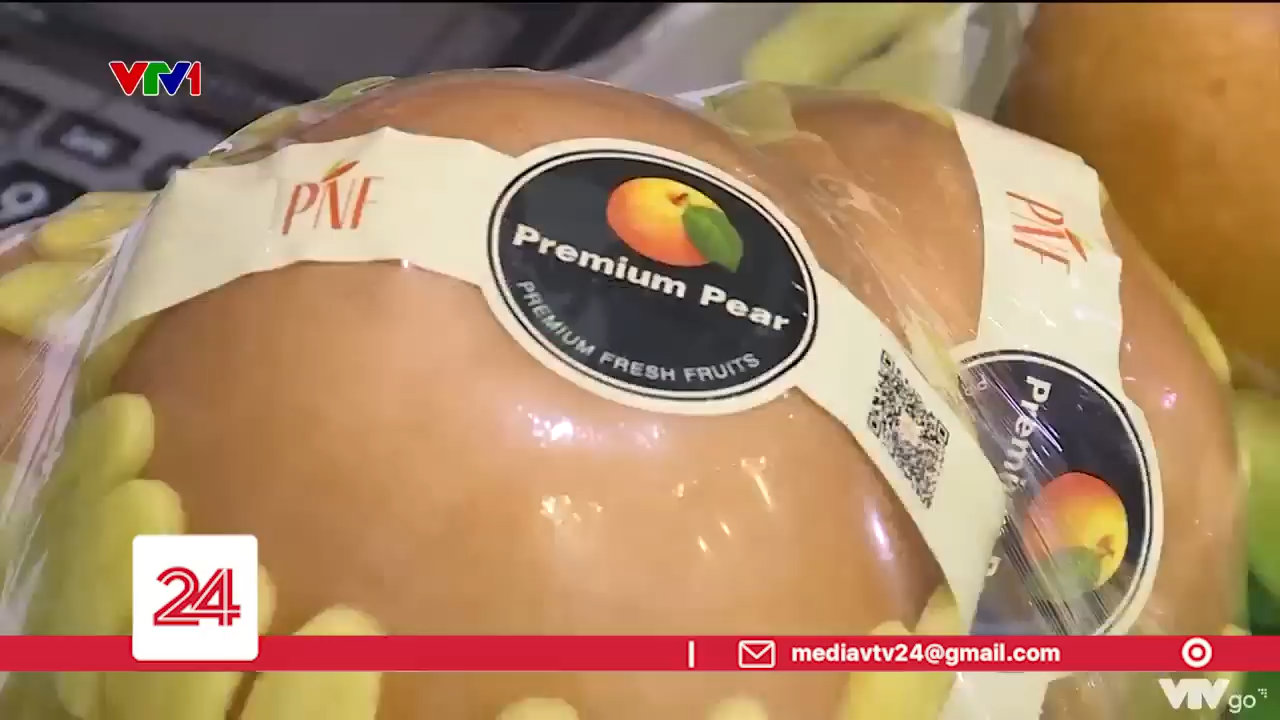 VTV1
PNF
Premium Pear
PREMIUM FRESH FRUITS
PNF
Premi
24
mediavtv24@gmail.com
VTVgo